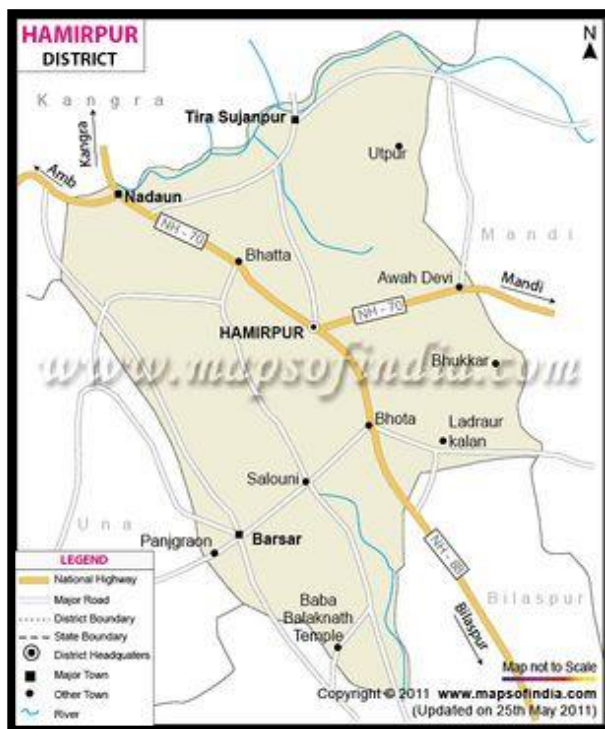 HAMIRPUR
DISTRICT
N
Kangra
Kangra
Tira Sujanpur
Utpur
Amb
Nadaun
NH - 70
Mandi
Bhatta
Awah Devi
Mandi
NH - 70
HAMIRPUR
www.mapsofindia.com
Bhukkar
Bhota
Ladraur
kalan
Salouni
Una
Barsar
Panjgraon
NH - 88
Bilaspur
Bilaspur
Baba
Balaknath
Temple
LEGEND
National Highway
Major Road
District Boundary
State Boundary
District Headquaters
Major Town
Other Town
River
Map not to Scale
Copyright © 2011 www.mapsofindia.com
(Updated on 25th May 2011)